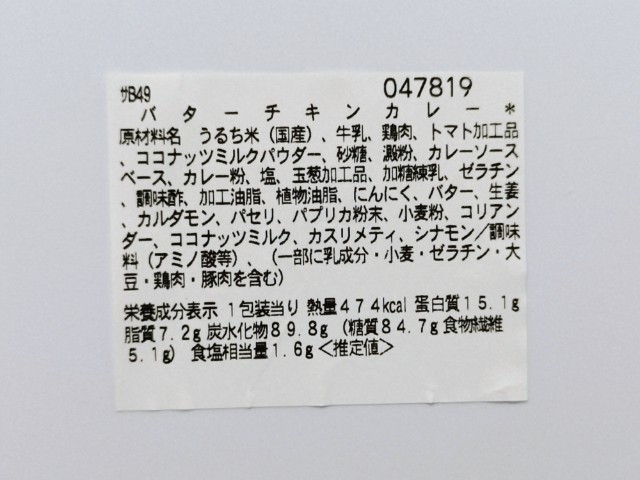 ｻB49
047819
バターチキンカレー＊
原材料名　うるち米（国産）、牛乳、鶏肉、トマト加工品
、ココナッツミルクパウダー、砂糖、澱粉、カレーソース
ベース、カレー粉、塩、玉葱加工品、加糖練乳、ゼラチン
、調味酢、加工油脂、植物油脂、にんにく、バター、生姜
、カルダモン、パセリ、パプリカ粉末、小麦粉、コリアン
ダー、ココナッツミルク、カスリメティ、シナモン／調味
料（アミノ酸等）、（一部に乳成分・小麦・ゼラチン・大
豆・鶏肉・豚肉を含む）
栄養成分表示　１包装当り 熱量４７４kcal 蛋白質１５.１g
脂質７.２g 炭水化物８９.８g （糖質８４.７g 食物繊維
５.１g） 食塩相当量１.６g＜推定値＞